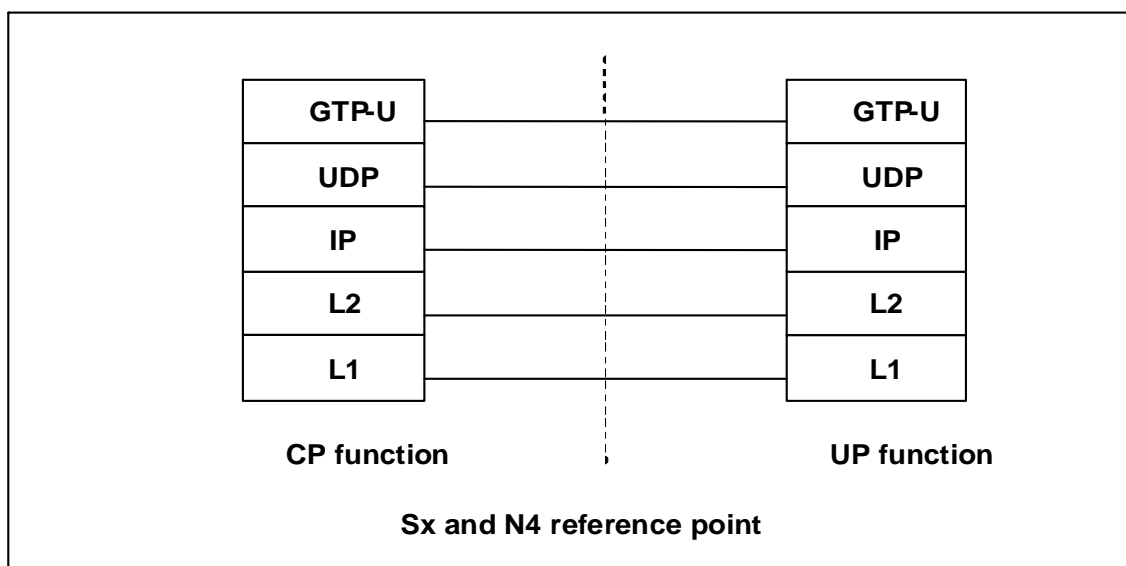 GTP-U GTP-U
UDP UDP
IP IP
L2 L2
L1 L1
CP function UP function
Sx and N4 reference point